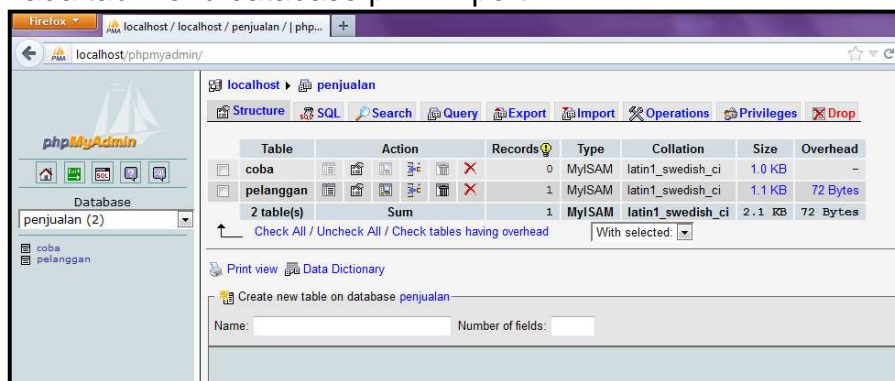 Firefox
localhost / localhost / penjualan / | php...
+
localhost/phpmyadmin/
phpMyAdmin
SQL
Database
penjualan (2)
coba
pelanggan
localhost penjualan
Structure SQL Search Query Export Import Operations Privileges Drop
Table Action Records Type Collation Size Overhead
coba 0 MyISAM latin1_swedish_ci 1.0 KB -
pelanggan 1 MyISAM latin1_swedish_ci 1.1 KB 72 Bytes
2 table(s) Sum 1 MyISAM latin1_swedish_ci 2.1 KB 72 Bytes
Check All / Uncheck All / Check tables having overhead With selected:
Print view Data Dictionary
Create new table on database penjualan
Name: Number of fields: